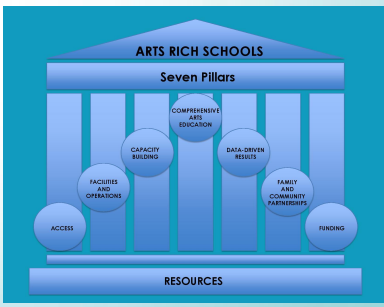 ARTS RICH SCHOOLS
Seven Pillars
COMPREHENSIVE
ARTS
EDUCATION
CAPACITY
BUILDING
DATA-DRIVEN
RESULTS
FACILITIES
AND
OPERATIONS
FAMILY
AND
COMMUNITY
PARTNERSHIPS
ACCESS
FUNDING
RESOURCES